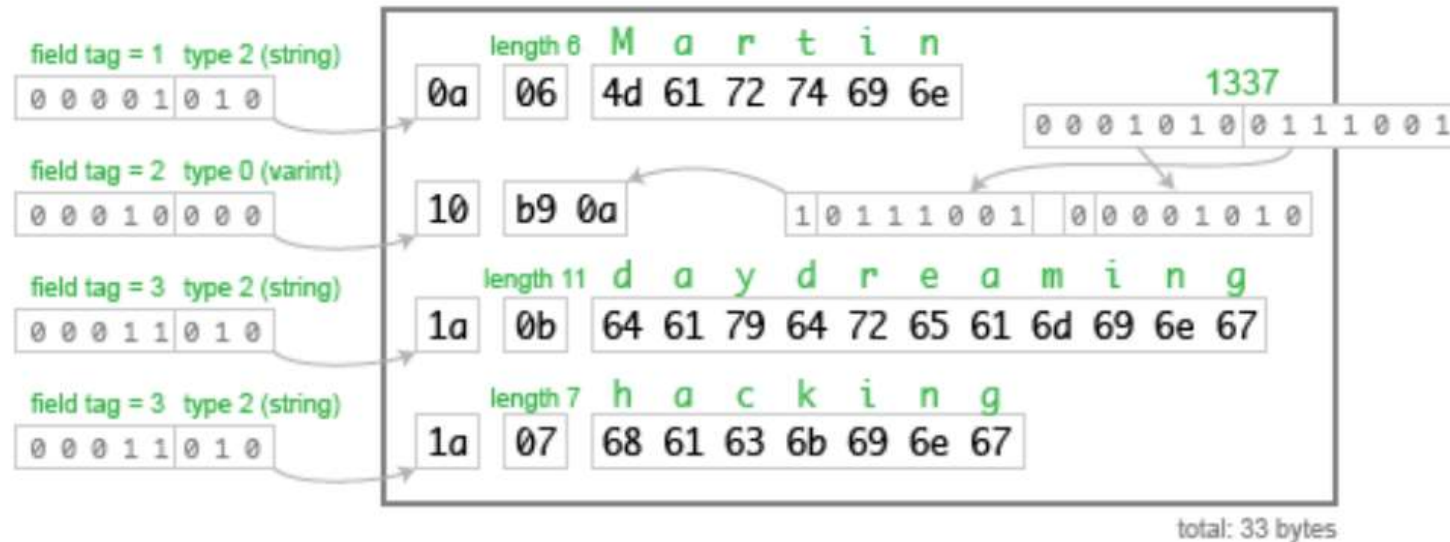 field tag = 1 type 2 (string) length 6 M a r t i n
0 0 0 0 1 0 1 0 0a 06 4d 61 72 74 69 6e
1337
0 0 0 1 0 1 0 0 1 1 1 0 0 1
field tag = 2 type 0 (varint)
0 0 0 1 0 0 0 0 10 b9 0a 1 0 1 1 1 0 0 1 0 0 0 0 1 0 1 0
field tag = 3 type 2 (string) length 11 d a y d r e a m i n g
0 0 0 1 1 0 1 0 1a 0b 64 61 79 64 72 65 61 6d 69 6e 67
field tag = 3 type 2 (string) length 7 h a c k i n g
0 0 0 1 1 0 1 0 1a 07 68 61 63 6b 69 6e 67
total: 33 bytes